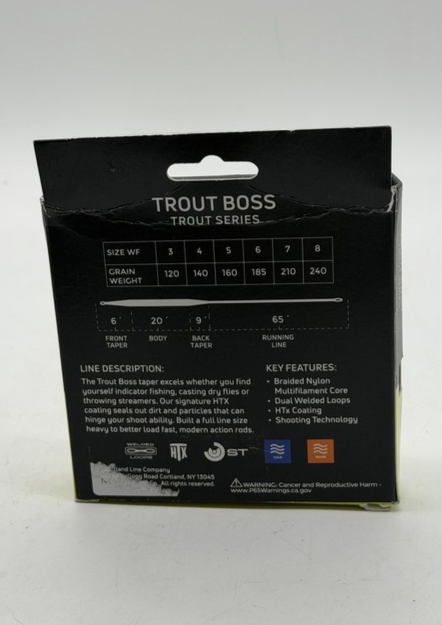 TROUT BOSS
TROUT SERIES
SIZE WF 3 4 5 6 7 8
GRAIN WEIGHT 120 140 160 185 210 240
6' 20' 9' 65'
FRONT TAPER BODY BACK TAPER RUNNING LINE
LINE DESCRIPTION:
The Trout Boss taper excels whether you find
yourself indicator fishing, casting dry flies or
throwing streamers. Our signature HTX
coating seals out dirt and particles that can
hinge your shoot ability. Built a full line size
heavy to better load fast, modern action rods.
KEY FEATURES:
• Braided Nylon
Multifilament Core
• Dual Welded Loops
• HTx Coating
• Shooting Technology
WELDED
LOOPS
HTX
ST
Line Company
Road Cortland, NY 13045
All rights reserved.
WARNING: Cancer and Reproductive Harm -
www.P65Warnings.ca.gov